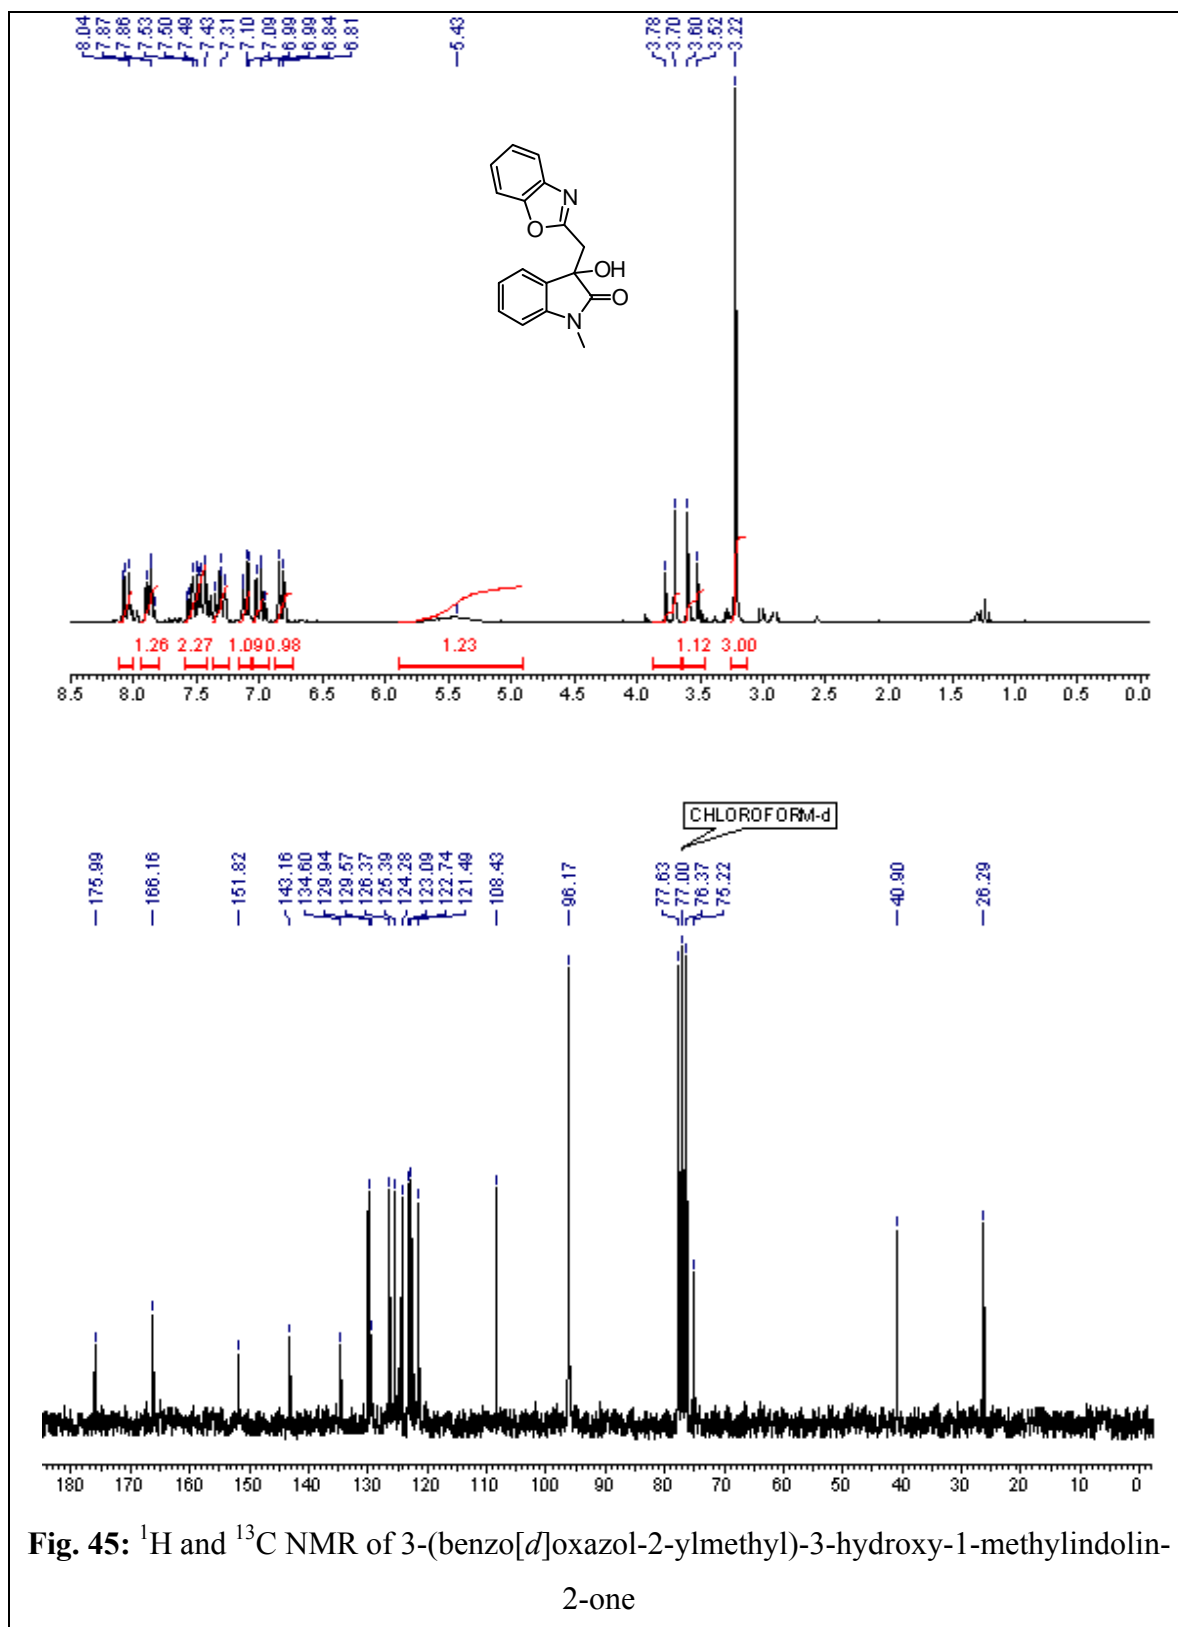 8.04 7.87 7.86 7.53 7.50 7.49 7.43 7.31 7.10 7.09 6.99 6.99 6.84 6.81 5.43 3.78 3.70 3.60 3.52 3.22
N
O
OH
O
N
1.26 2.27 1.09 0.98 1.23 1.12 3.00
8.5 8.0 7.5 7.0 6.5 6.0 5.5 5.0 4.5 4.0 3.5 3.0 2.5 2.0 1.5 1.0 0.5 0.0
CHLOROFORM-d
175.99 166.16 151.82 143.16 134.60 129.94 129.57 126.37 125.39 124.28 123.09 122.74 121.49 108.43 96.17 77.63 77.00 76.37 75.22 40.90 26.29
180 170 160 150 140 130 120 110 100 90 80 70 60 50 40 30 20 10 0
Fig. 45: ¹H and ¹³C NMR of 3-(benzo[d]oxazol-2-ylmethyl)-3-hydroxy-1-methylindolin-
2-one